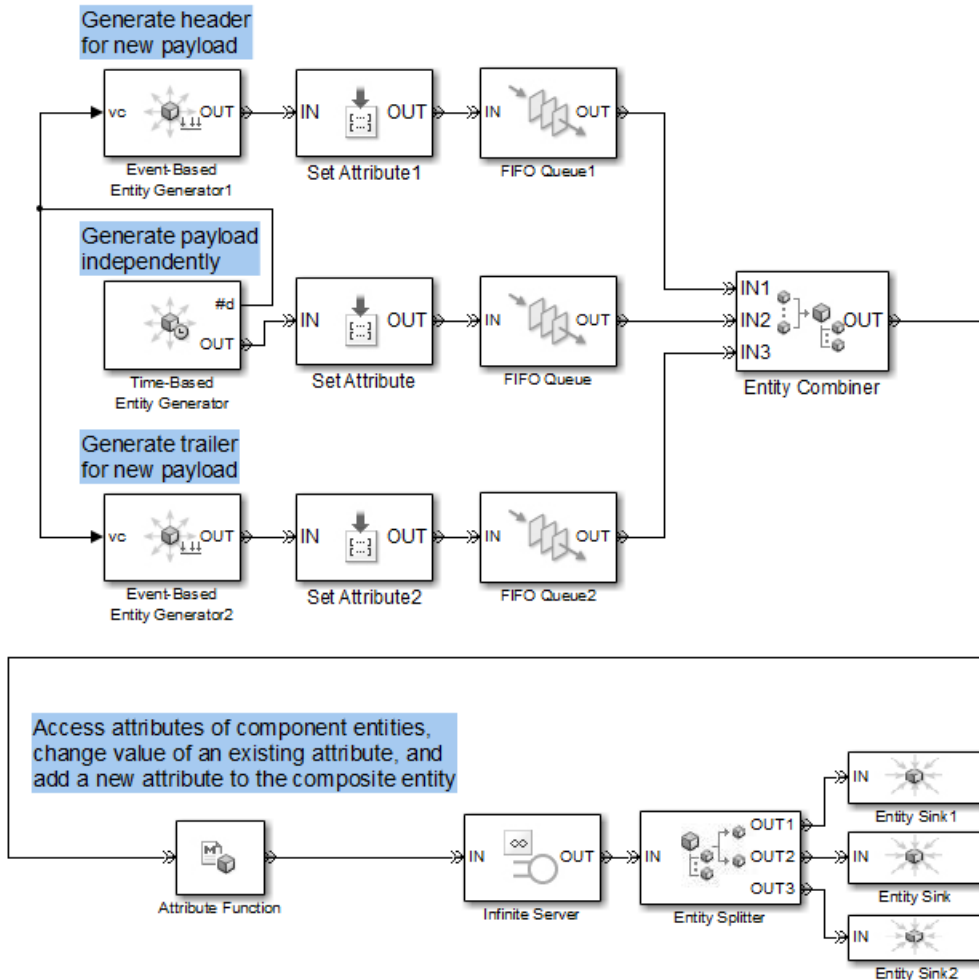 Generate header
for new payload
vc
OUT
IN
OUT
IN
OUT
Event-Based
Entity Generator1
Set Attribute1
FIFO Queue1
Generate payload
independently
#d
OUT
IN
OUT
IN
OUT
IN1
IN2
IN3
OUT
Time-Based
Entity Generator
Set Attribute
FIFO Queue
Entity Combiner
Generate trailer
for new payload
vc
OUT
IN
OUT
IN
OUT
Event-Based
Entity Generator2
Set Attribute2
FIFO Queue2
Access attributes of component entities,
change value of an existing attribute, and
add a new attribute to the composite entity
M
Attribute Function
IN
∞
OUT
Infinite Server
IN
OUT1
OUT2
OUT3
Entity Splitter
IN
Entity Sink1
IN
Entity Sink
IN
Entity Sink2